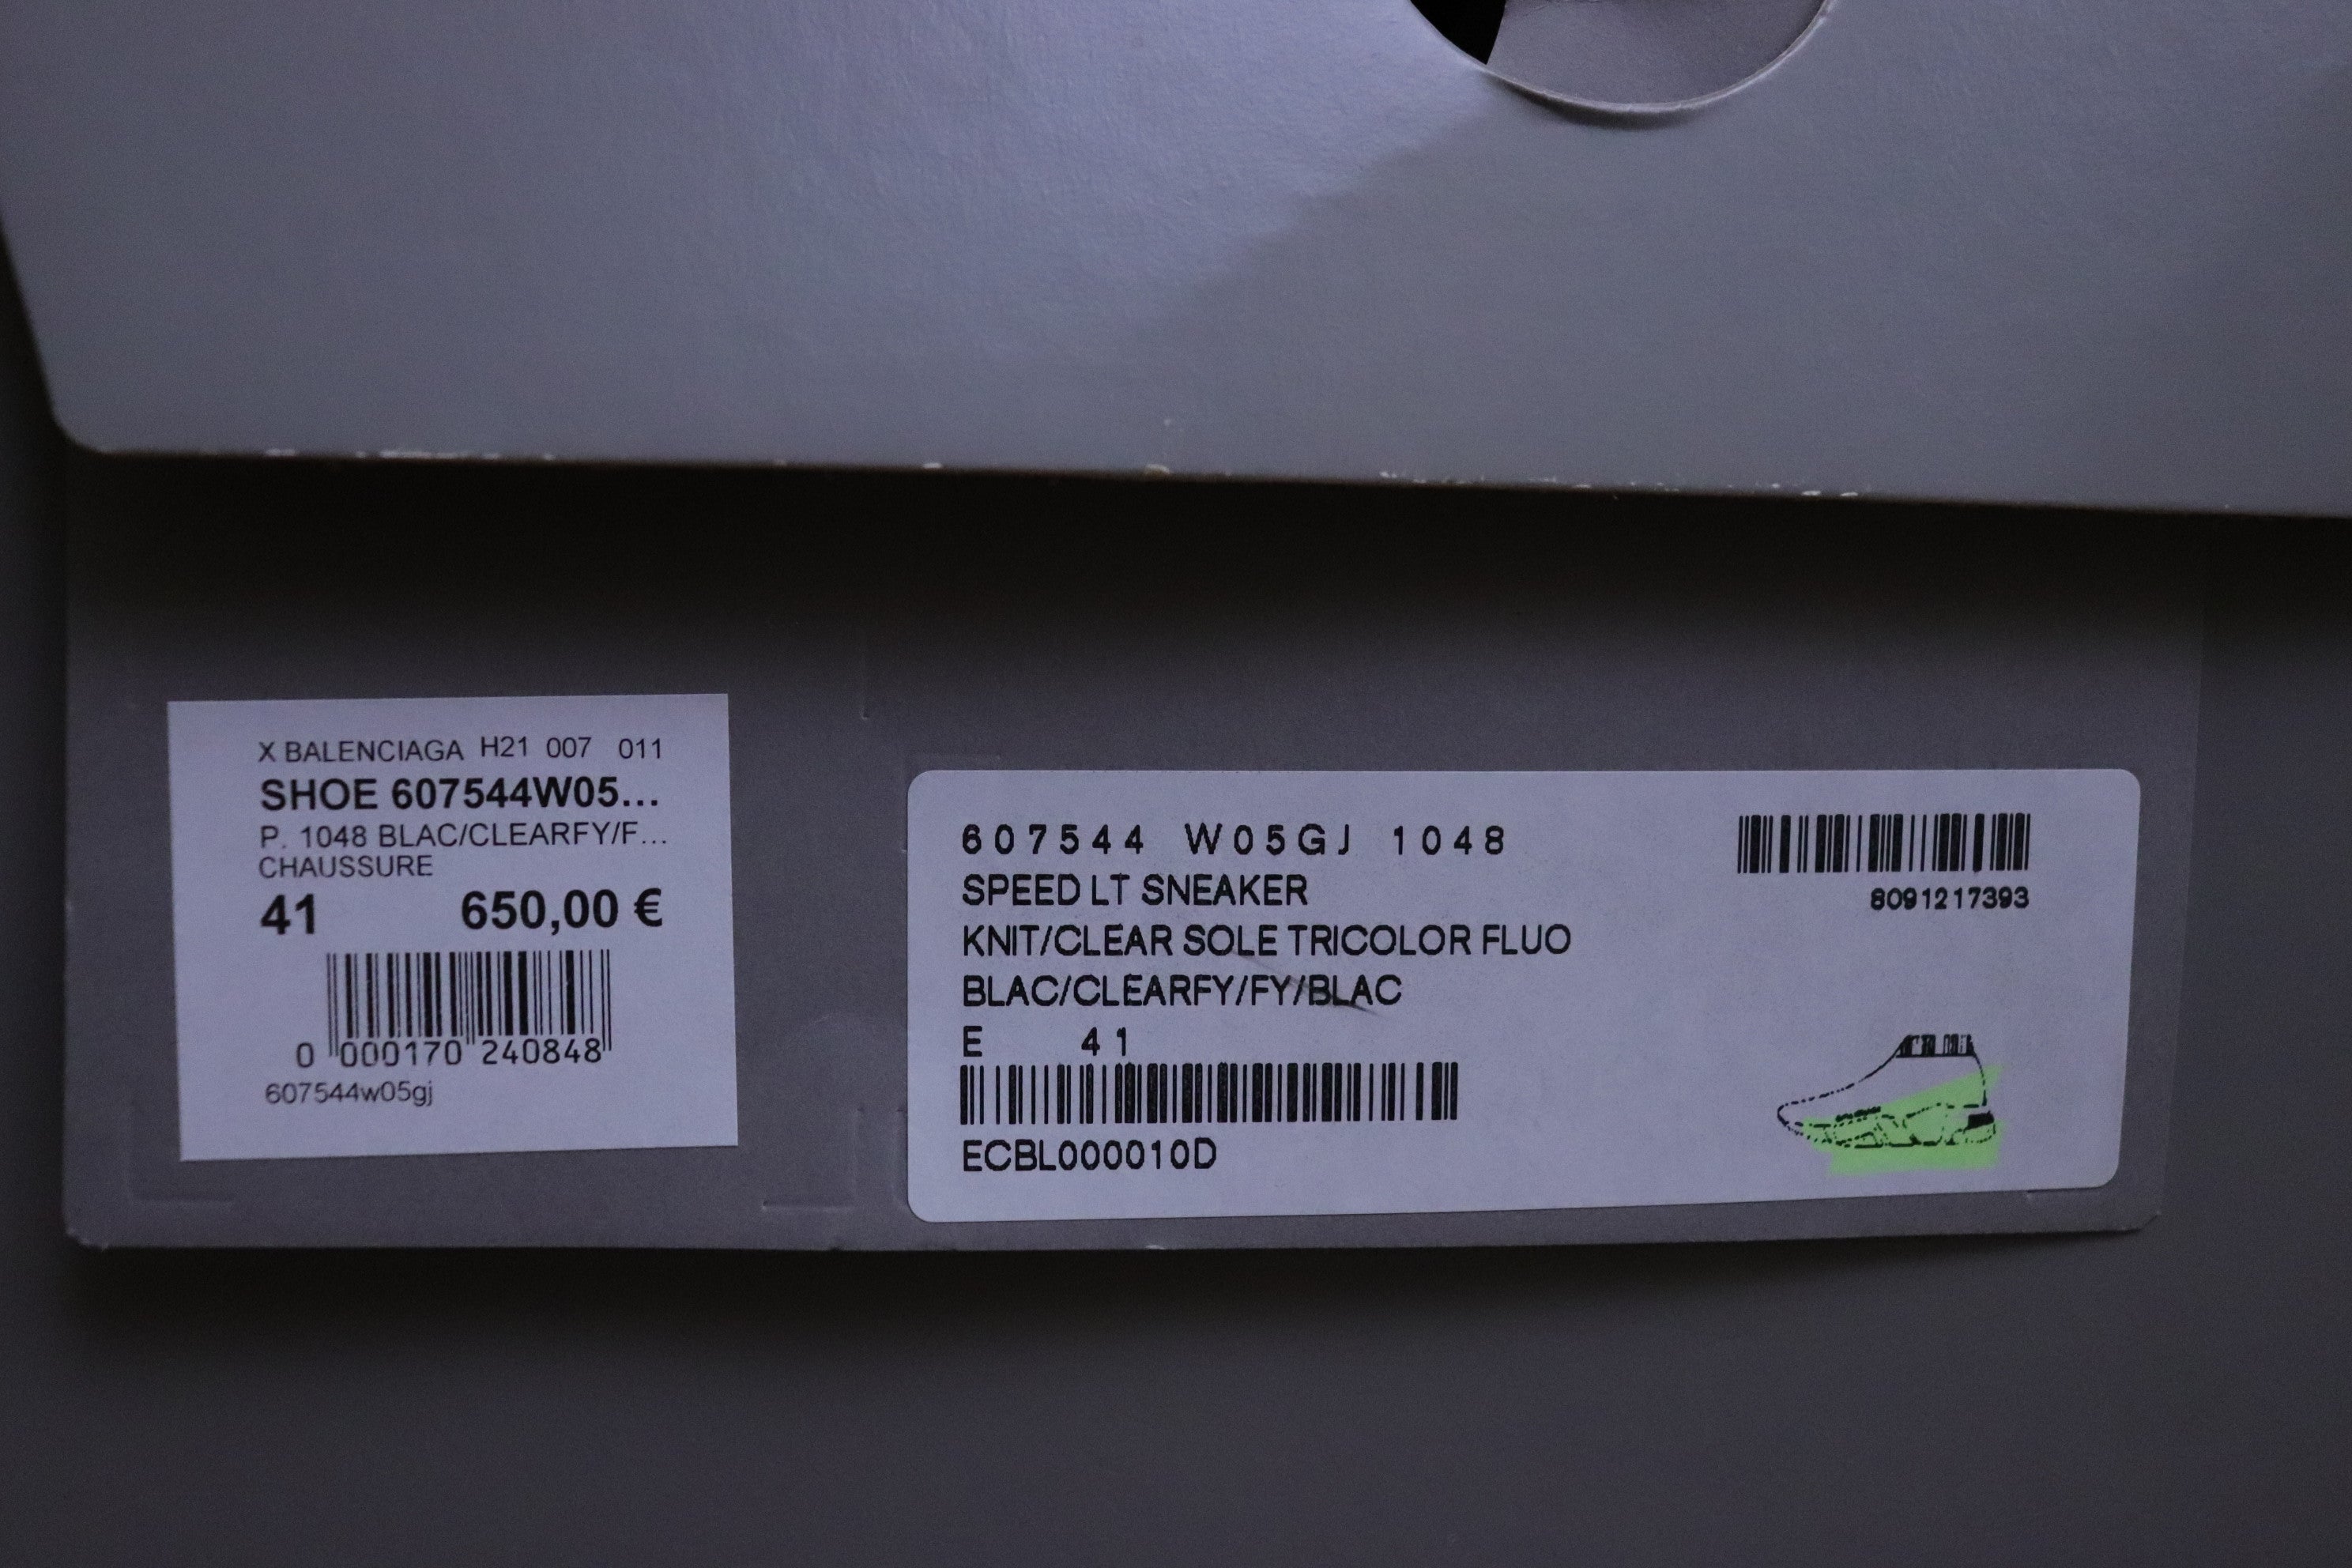 X BALENCIAGA H21 007 011
SHOE 607544W05...
P. 1048 BLAC/CLEARFY/F...
CHAUSSURE
41 650,00 €
0 000170 240848
607544w05gj
607544 W05GJ 1048
SPEED LT SNEAKER
KNIT/CLEAR SOLE TRICOLOR FLUO
BLAC/CLEARFY/FY/BLAC
E 41
ECBL000010D
8091217393